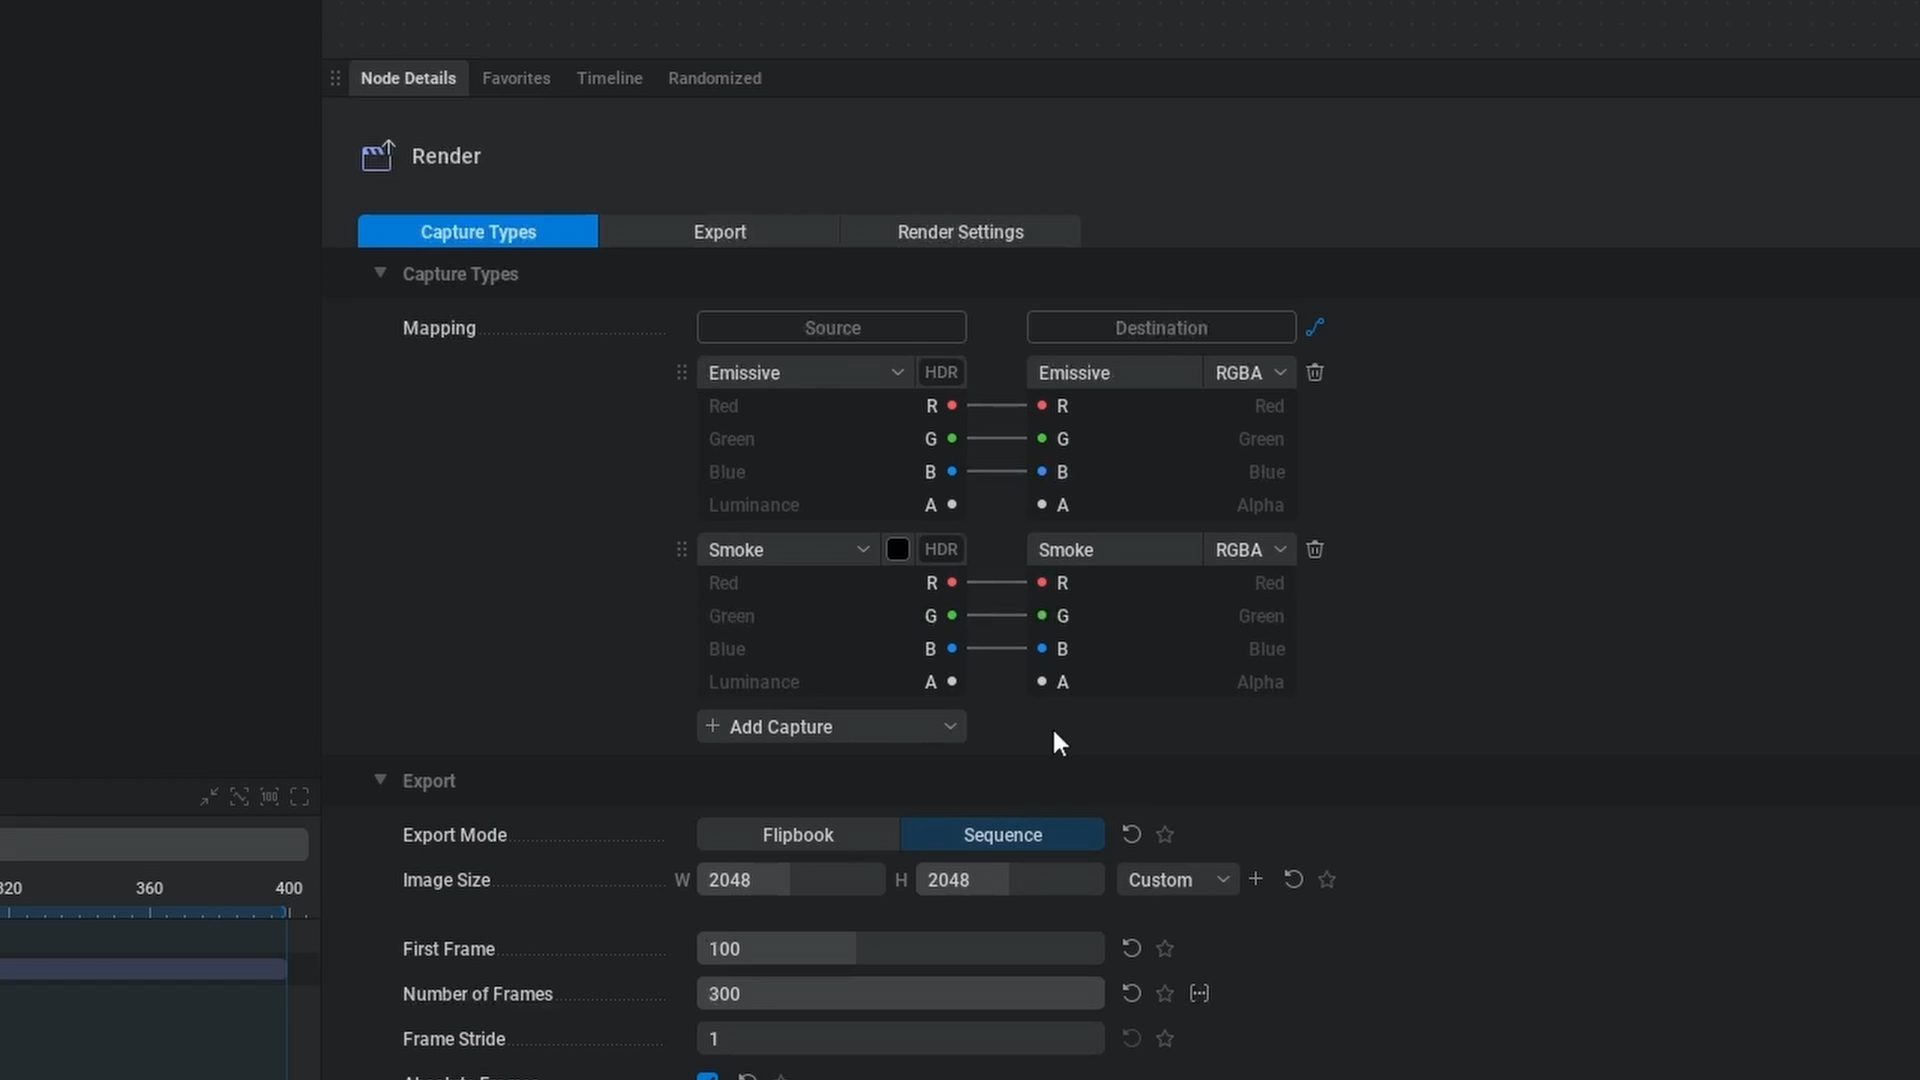 Node Details Favorites Timeline Randomized
Render
Capture Types Export Render Settings
Capture Types
Mapping Source Destination
Emissive HDR Emissive RGBA
Red R R Red
Green G G Green
Blue B B Blue
Luminance A A Alpha
Smoke HDR Smoke RGBA
Red R R Red
Green G G Green
Blue B B Blue
Luminance A A Alpha
+ Add Capture
Export
100
Export Mode Flipbook Sequence
Image Size W 2048 H 2048 Custom +
320 360 400
First Frame 100
Number of Frames 300
Frame Stride 1